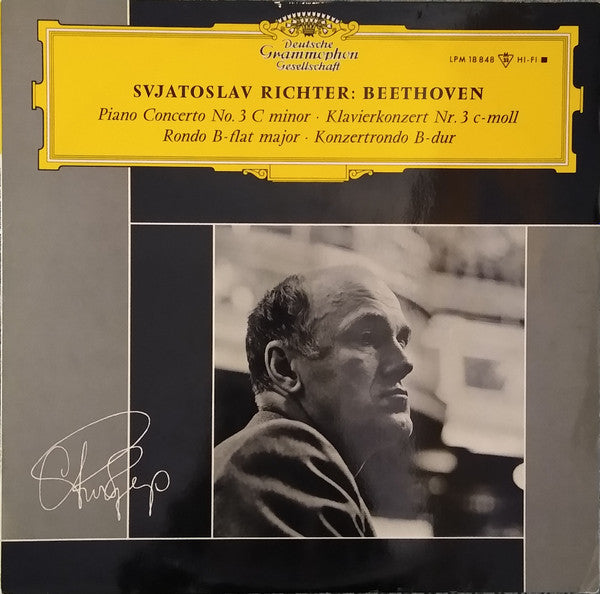 Deutsche
Grammophon
Gesellschaft
LPM 18 848 HI-FI
SVJATOSLAV RICHTER: BEETHOVEN
Piano Concerto No. 3 C minor · Klavierkonzert Nr. 3 c-moll
Rondo B-flat major · Konzertrondo B-dur